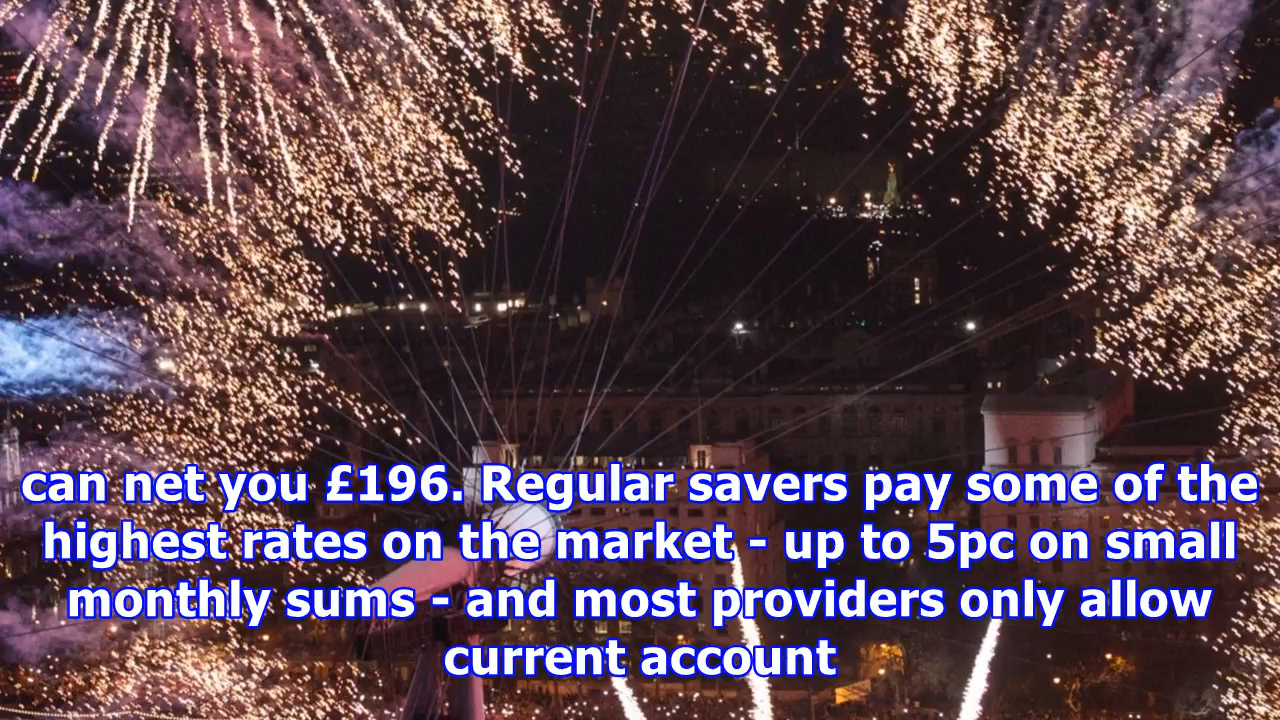 can net you £196. Regular savers pay some of the
highest rates on the market - up to 5pc on small
monthly sums - and most providers only allow
current account